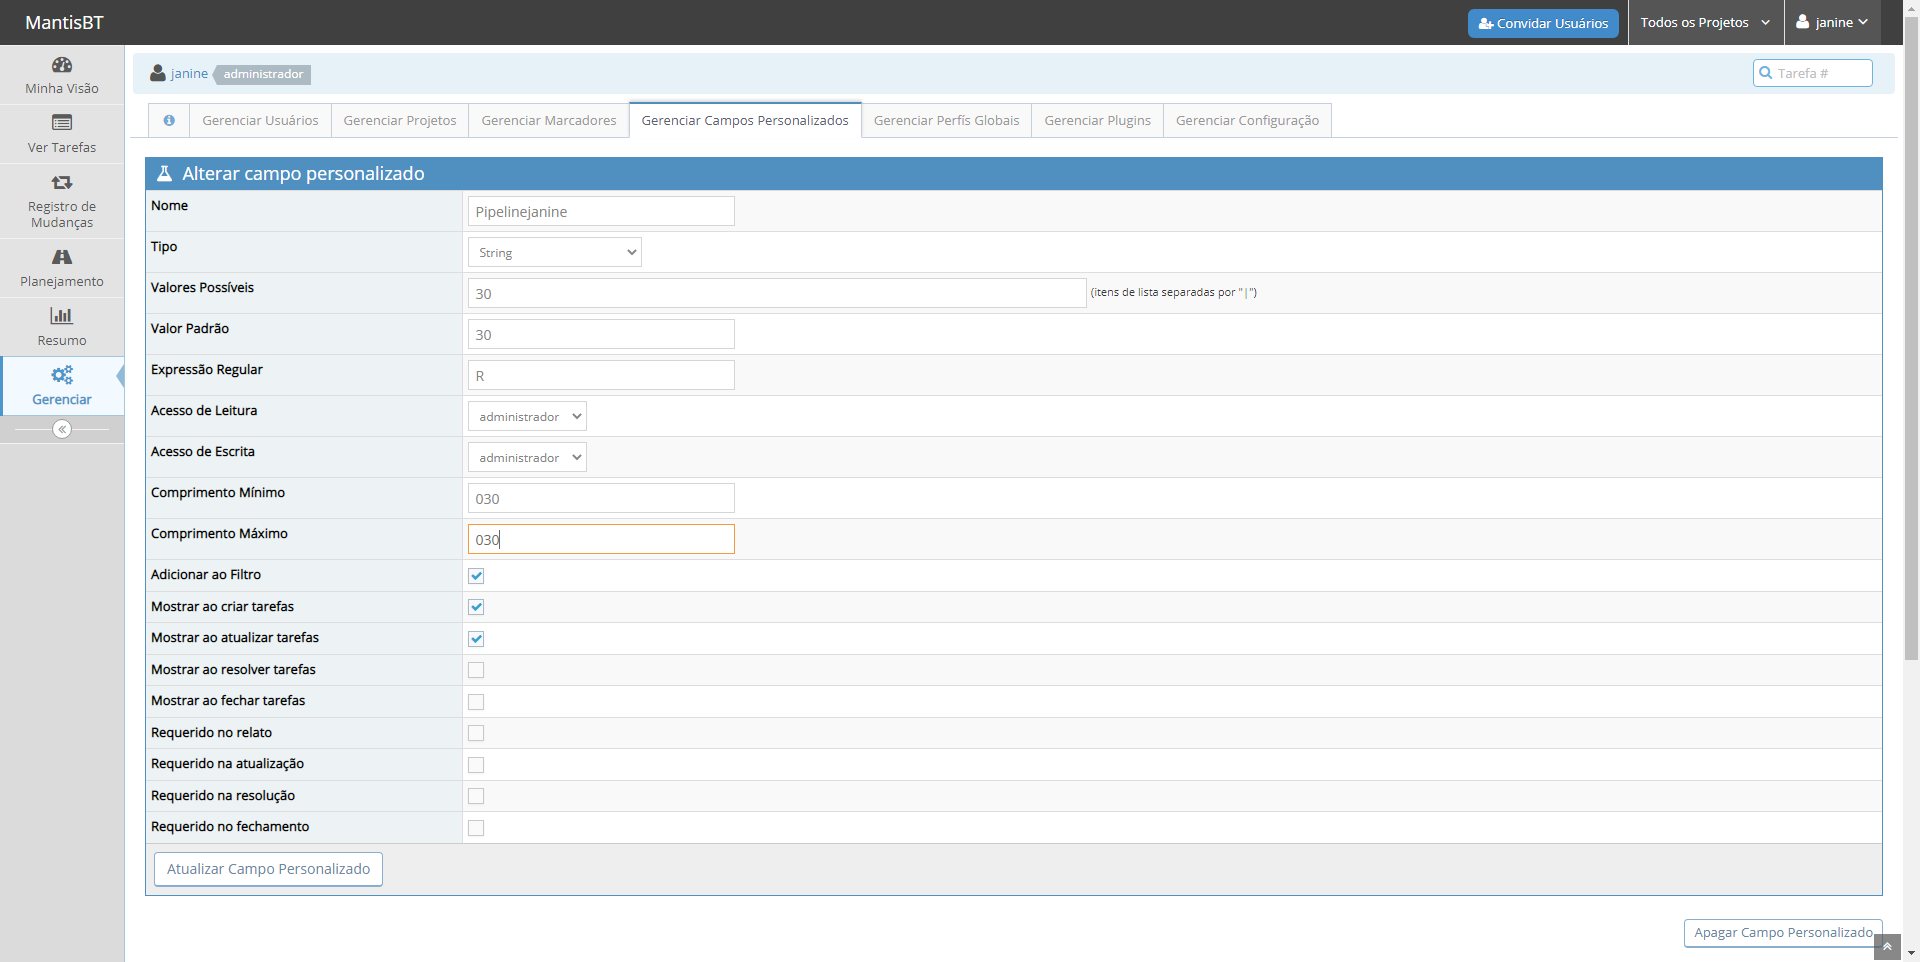 MantisBT
Convidar Usuários
Todos os Projetos
janine
Minha Visão
Ver Tarefas
Registro de
Mudanças
Planejamento
Resumo
Gerenciar
janine
administrador
Tarefa #
Gerenciar Usuários
Gerenciar Projetos
Gerenciar Marcadores
Gerenciar Campos Personalizados
Gerenciar Perfís Globais
Gerenciar Plugins
Gerenciar Configuração
Alterar campo personalizado
Nome
Pipelinejanine
Tipo
String
Valores Possíveis
30
(itens de lista separadas por "|")
Valor Padrão
30
Expressão Regular
R
Acesso de Leitura
administrador
Acesso de Escrita
administrador
Comprimento Mínimo
030
Comprimento Máximo
030
Adicionar ao Filtro
Mostrar ao criar tarefas
Mostrar ao atualizar tarefas
Mostrar ao resolver tarefas
Mostrar ao fechar tarefas
Requerido no relato
Requerido na atualização
Requerido na resolução
Requerido no fechamento
Atualizar Campo Personalizado
Apagar Campo Personalizado